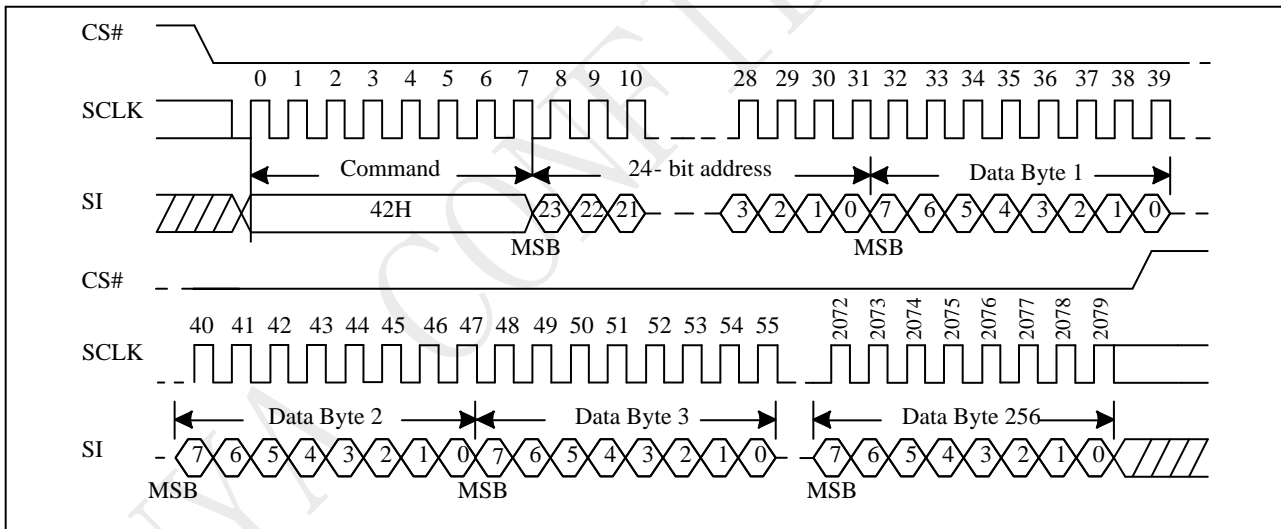 CS#
0 1 2 3 4 5 6 7 8 9 10 28 29 30 31 32 33 34 35 36 37 38 39
SCLK
Command 24- bit address Data Byte 1
SI
42H 23 22 21 3 2 1 0 7 6 5 4 3 2 1 0
MSB MSB
CS#
40 41 42 43 44 45 46 47 48 49 50 51 52 53 54 55 2072 2073 2074 2075 2076 2077 2078 2079
SCLK
Data Byte 2 Data Byte 3 Data Byte 256
SI
7 6 5 4 3 2 1 0 7 6 5 4 3 2 1 0 7 6 5 4 3 2 1 0
MSB MSB MSB